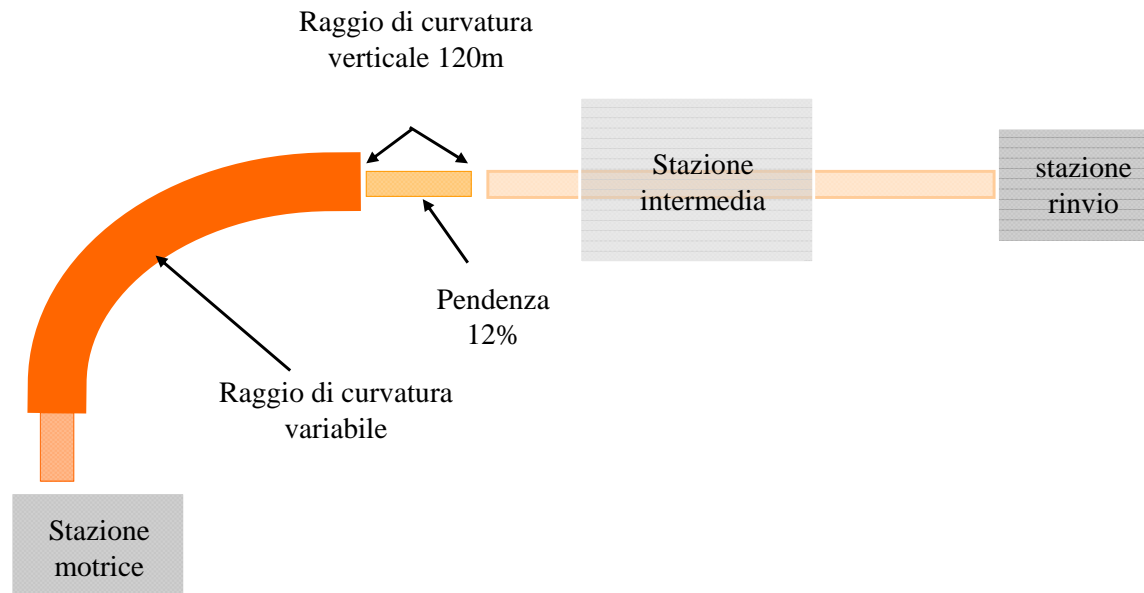 Raggio di curvatura
verticale 120m
Stazione
intermedia
stazione
rinvio
Pendenza
12%
Raggio di curvatura
variabile
Stazione
motrice